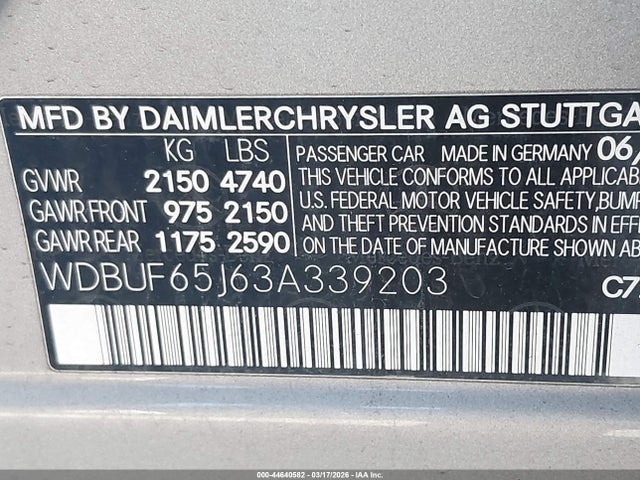 MFD BY DAIMLERCHRYSLER AG STUTTGA
KG LBS
GVWR 2150 4740
GAWR FRONT 975 2150
GAWR REAR 1175 2590
PASSENGER CAR MADE IN GERMANY 06/
THIS VEHICLE CONFORMS TO ALL APPLICAB
U.S. FEDERAL MOTOR VEHICLE SAFETY, BUMP
AND THEFT PREVENTION STANDARDS IN EFFE
ON THE DATE OF MANUFACTURE SHOWN AB
WDBUF65J63A339203
C7
000-44640582 - 03/17/2026 - IAA Inc.